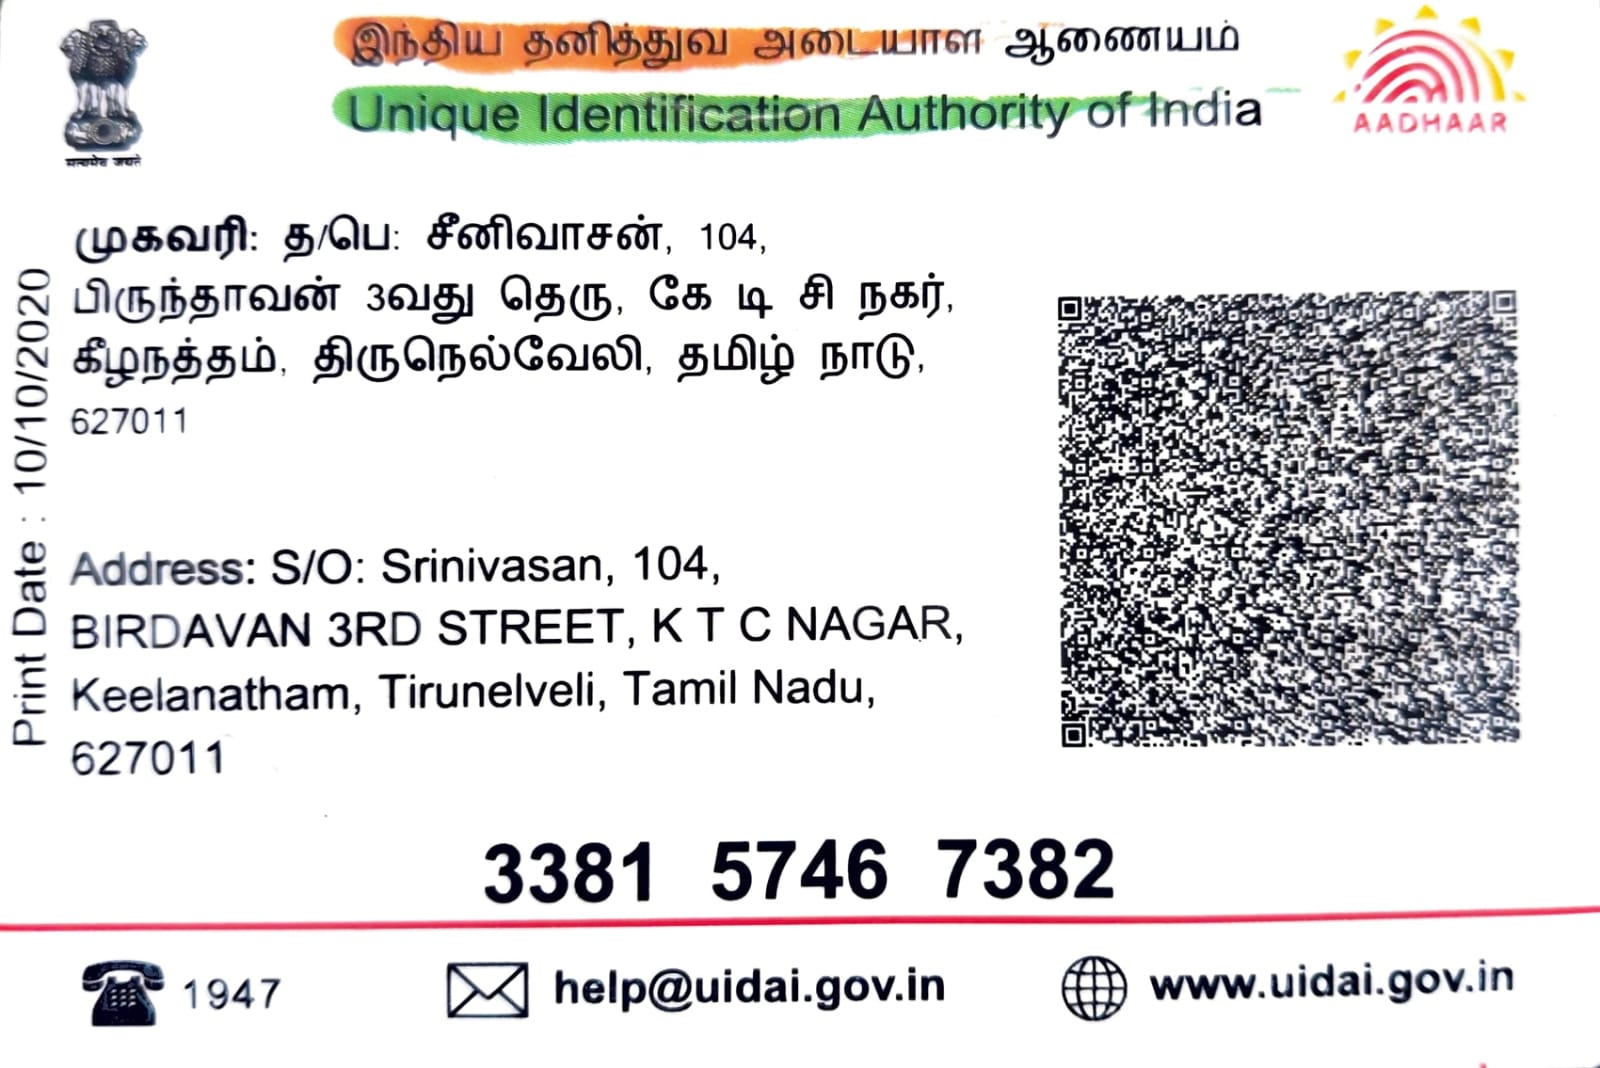 இந்திய தனித்துவ அடையாள ஆணையம்
Unique Identification Authority of India
AADHAAR
सत्यमेव जयते
முகவரி: த/பெ: சீனிவாசன், 104,
பிருந்தாவன் 3வது தெரு, கே டி சி நகர்,
கீழநத்தம், திருநெல்வேலி, தமிழ் நாடு,
627011
Print Date : 10/10/2020
Address: S/O: Srinivasan, 104,
BIRDAVAN 3RD STREET, K T C NAGAR,
Keelanatham, Tirunelveli, Tamil Nadu,
627011
3381 5746 7382
1947
help@uidai.gov.in
www.uidai.gov.in